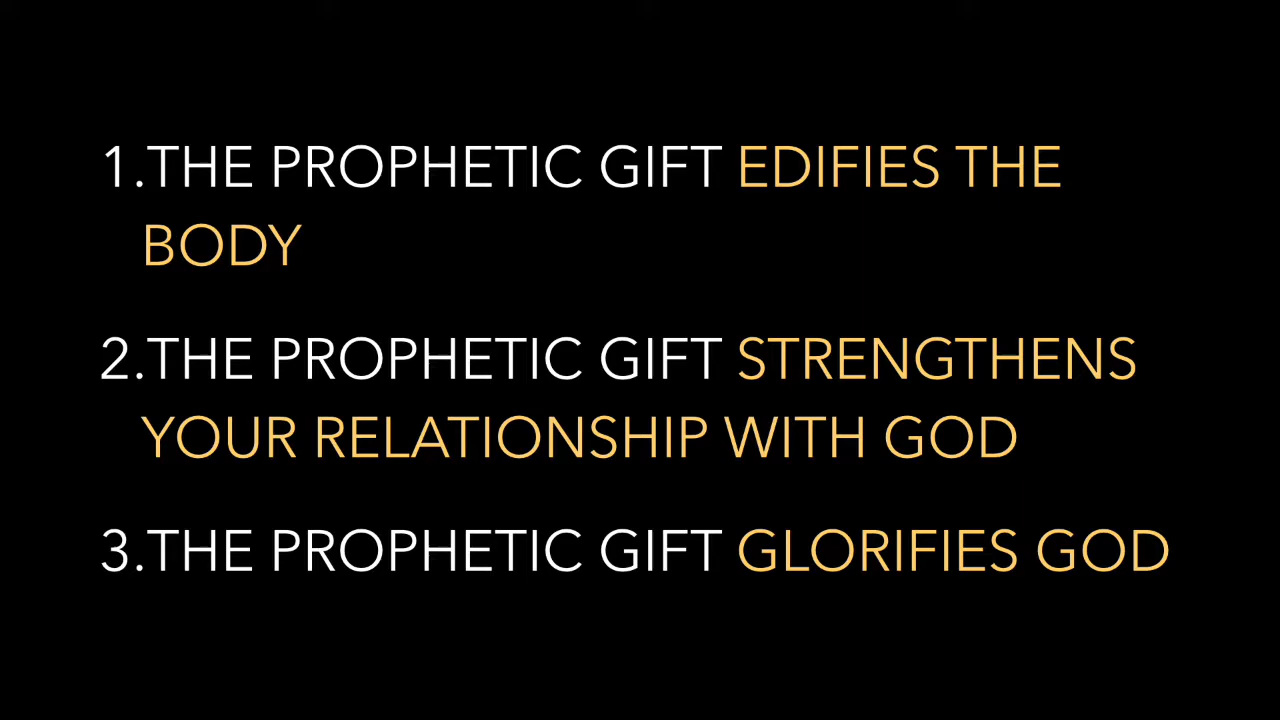 1.THE PROPHETIC GIFT EDIFIES THE
BODY
2.THE PROPHETIC GIFT STRENGTHENS
YOUR RELATIONSHIP WITH GOD
3.THE PROPHETIC GIFT GLORIFIES GOD